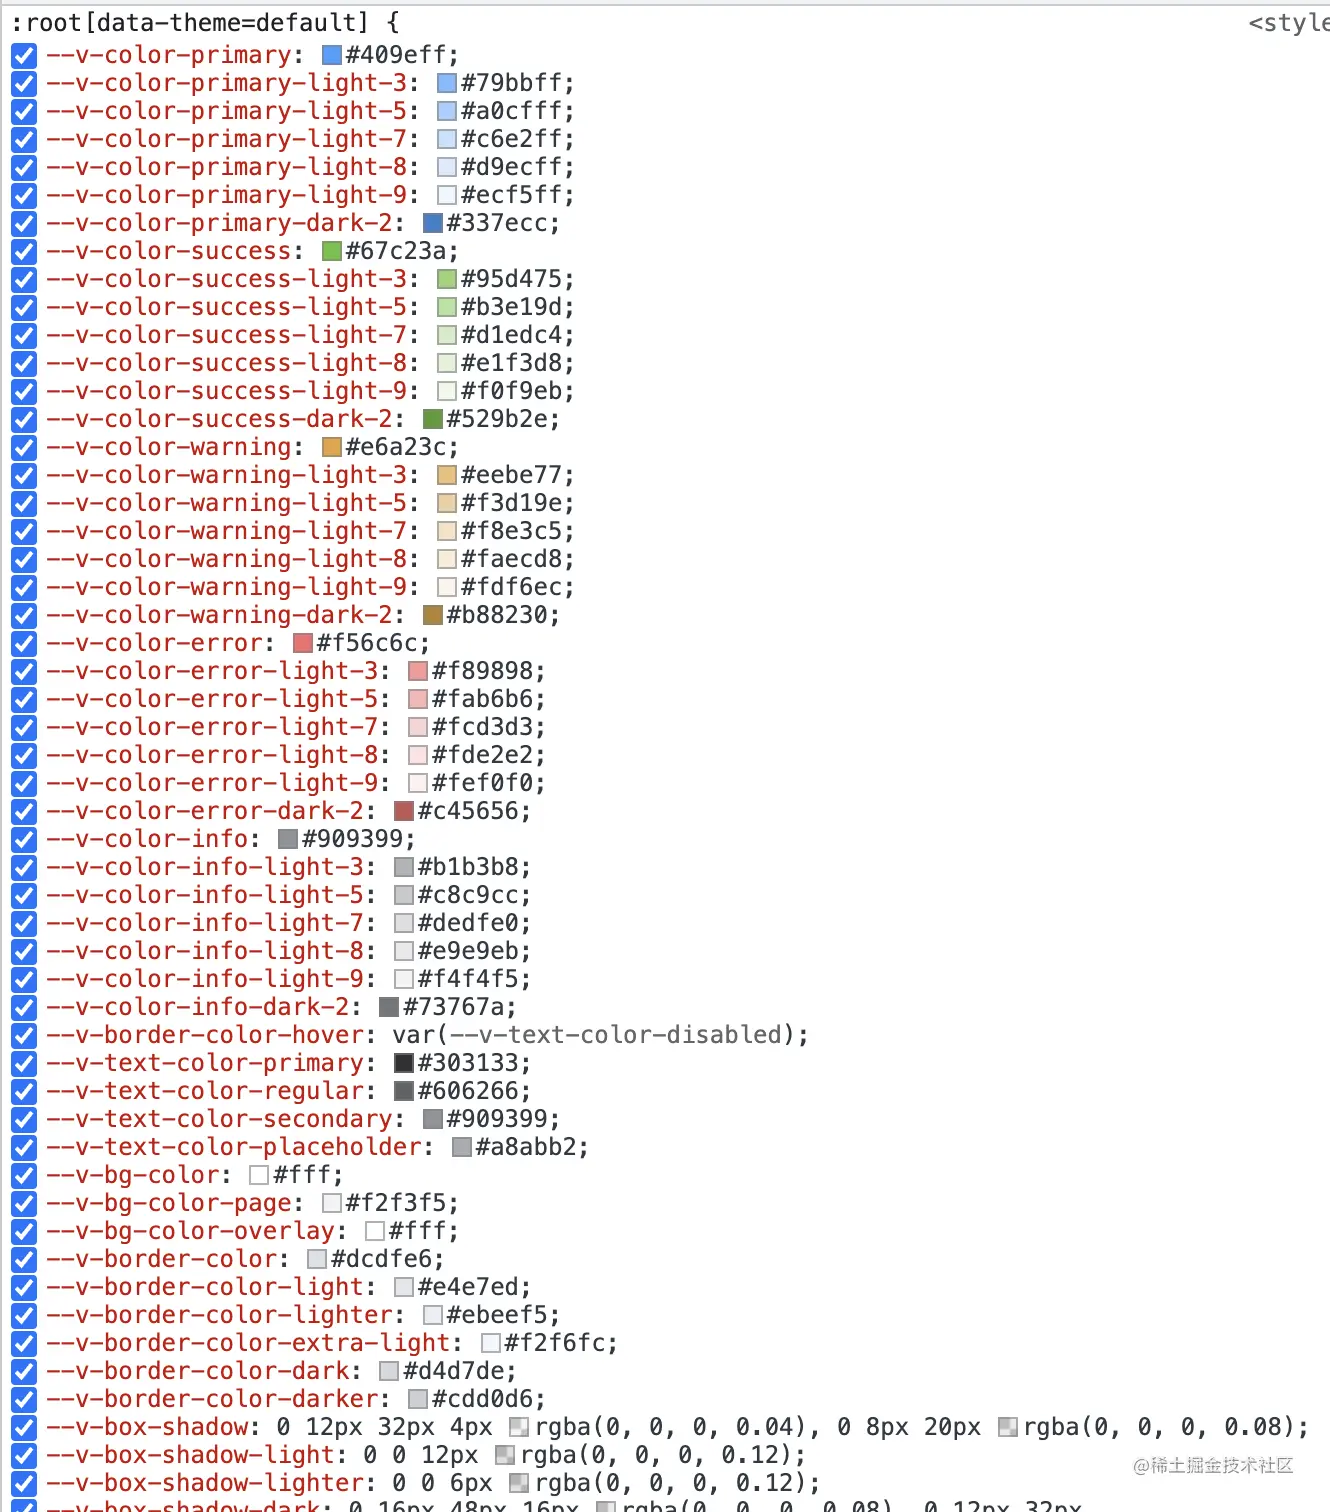 :root[data-theme=default] { <style
--v-color-primary: #409eff;
--v-color-primary-light-3: #79bbff;
--v-color-primary-light-5: #a0cfff;
--v-color-primary-light-7: #c6e2ff;
--v-color-primary-light-8: #d9ecff;
--v-color-primary-light-9: #ecf5ff;
--v-color-primary-dark-2: #337ecc;
--v-color-success: #67c23a;
--v-color-success-light-3: #95d475;
--v-color-success-light-5: #b3e19d;
--v-color-success-light-7: #d1edc4;
--v-color-success-light-8: #e1f3d8;
--v-color-success-light-9: #f0f9eb;
--v-color-success-dark-2: #529b2e;
--v-color-warning: #e6a23c;
--v-color-warning-light-3: #eebe77;
--v-color-warning-light-5: #f3d19e;
--v-color-warning-light-7: #f8e3c5;
--v-color-warning-light-8: #faecd8;
--v-color-warning-light-9: #fdf6ec;
--v-color-warning-dark-2: #b88230;
--v-color-error: #f56c6c;
--v-color-error-light-3: #f89898;
--v-color-error-light-5: #fab6b6;
--v-color-error-light-7: #fcd3d3;
--v-color-error-light-8: #fde2e2;
--v-color-error-light-9: #fef0f0;
--v-color-error-dark-2: #c45656;
--v-color-info: #909399;
--v-color-info-light-3: #b1b3b8;
--v-color-info-light-5: #c8c9cc;
--v-color-info-light-7: #dedfe0;
--v-color-info-light-8: #e9e9eb;
--v-color-info-light-9: #f4f4f5;
--v-color-info-dark-2: #73767a;
--v-border-color-hover: var(--v-text-color-disabled);
--v-text-color-primary: #303133;
--v-text-color-regular: #606266;
--v-text-color-secondary: #909399;
--v-text-color-placeholder: #a8abb2;
--v-bg-color: #fff;
--v-bg-color-page: #f2f3f5;
--v-bg-color-overlay: #fff;
--v-border-color: #dcdfe6;
--v-border-color-light: #e4e7ed;
--v-border-color-lighter: #ebeef5;
--v-border-color-extra-light: #f2f6fc;
--v-border-color-dark: #d4d7de;
--v-border-color-darker: #cdd0d6;
--v-box-shadow: 0 12px 32px 4px rgba(0, 0, 0, 0.04), 0 8px 20px rgba(0, 0, 0, 0.08);
--v-box-shadow-light: 0 0 12px rgba(0, 0, 0, 0.12);
--v-box-shadow-lighter: 0 0 6px rgba(0, 0, 0, 0.12);
--v-box-shadow-dark: 0 16px 48px 16px rgba(0, 0, 0, 0.08), 0 12px 32px
@稀土掘金技术社区